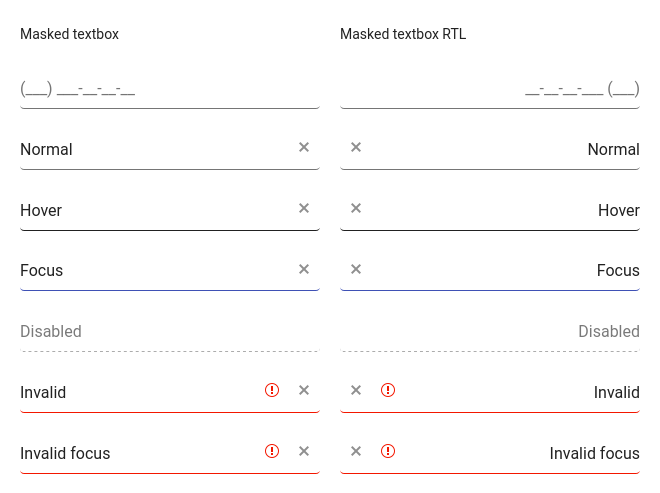 Masked textbox Masked textbox RTL
(___) ___-__-__-__ __-__-__-___ (___)
Normal Normal
Hover Hover
Focus Focus
Disabled Disabled
Invalid Invalid
Invalid focus Invalid focus